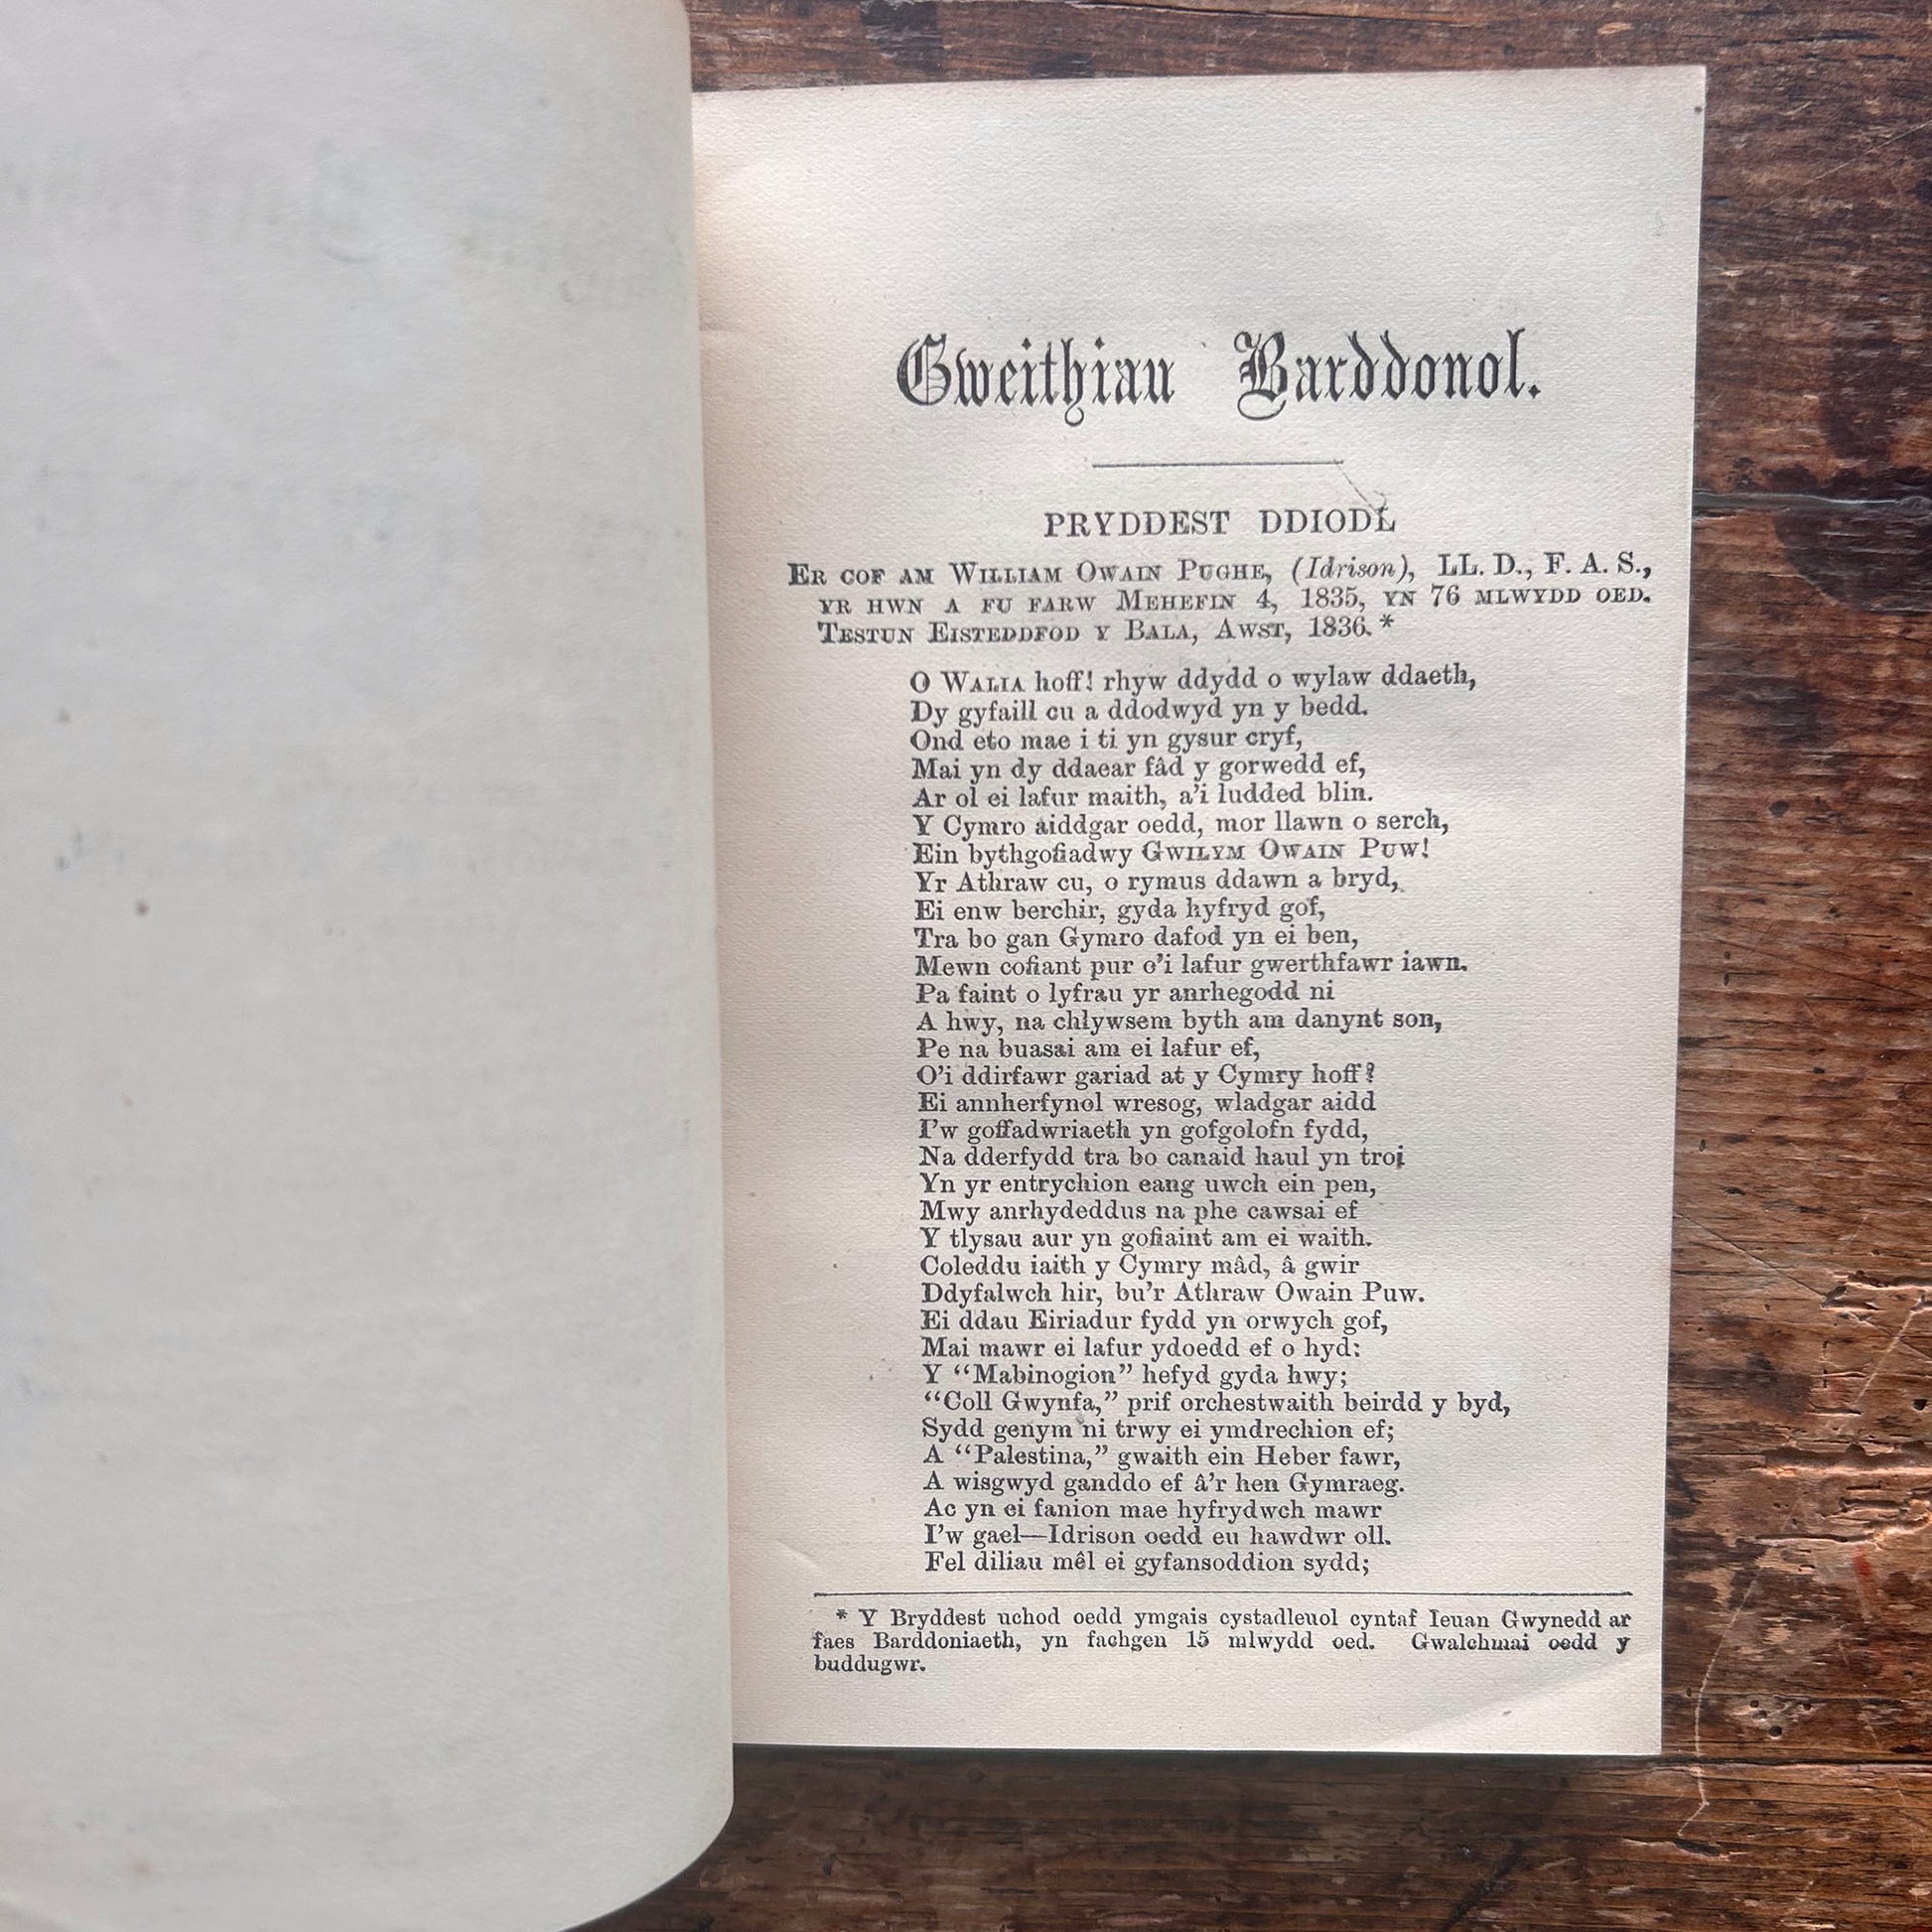 Gweithiau Barddonol.
PRYDDEST DDIODL
ER COF AM WILLIAM OWAIN PUGHE, (Idrison), LL. D., F. A. S.,
YR HWN A FU FARW MEHEFIN 4, 1835, YN 76 MLWYDD OED.
TESTUN EISTEDDFOD Y BALA, AWST, 1836.*
O WALIA hoff! rhyw ddydd o wylaw ddaeth,
Dy gyfaill cu a ddodwyd yn y bedd.
Ond eto mae i ti yn gysur cryf,
Mai yn dy ddaear fâd y gorwedd ef,
Ar ol ei lafur maith, a'i ludded blin.
Y Cymro aiddgar oedd, mor llawn o serch,
Ein bythgofiadwy GWILYM OWAIN PUW!
Yr Athraw cu, o rymus ddawn a bryd,
Ei enw berchir, gyda hyfryd gof,
Tra bo gan Gymro dafod yn ei ben,
Mewn cofiant pur o'i lafur gwerthfawr iawn.
Pa faint o lyfrau yr anrhegodd ni
A hwy, na chlywsem byth am danynt son,
Pe na buasai am ei lafur ef,
O'i ddirfawr gariad at y Cymry hoff?
Ei annherfynol wresog, wladgar aidd
I'w goffadwriaeth yn gofgolofn fydd,
Na dderfydd tra bo canaid haul yn troi
Yn yr entrychion eang uwch ein pen,
Mwy anrhydeddus na phe cawsai ef
Y tlysau aur yn gofiaint am ei waith.
Coleddu iaith y Cymry mâd, â gwir
Ddyfalwch hir, bu'r Athraw Owain Puw.
Ei ddau Eiriadur fydd yn orwych gof,
Mai mawr ei lafur ydoedd ef o hyd:
Y "Mabinogion" hefyd gyda hwy;
"Coll Gwynfa," prif orchestwaith beirdd y byd,
Sydd genym ni trwy ei ymdrechion ef;
A "Palestina," gwaith ein Heber fawr,
A wisgwyd ganddo ef â'r hen Gymraeg.
Ac yn ei fanion mae hyfrydwch mawr
I'w gael—Idrison oedd eu hawdwr oll.
Fel diliau mêl ei gyfansoddion sydd;
* Y Bryddest uchod oedd ymgais cystadleuol cyntaf Ieuan Gwynedd ar
faes Barddoniaeth, yn fachgen 15 mlwydd oed. Gwalchmai oedd y
buddugwr.